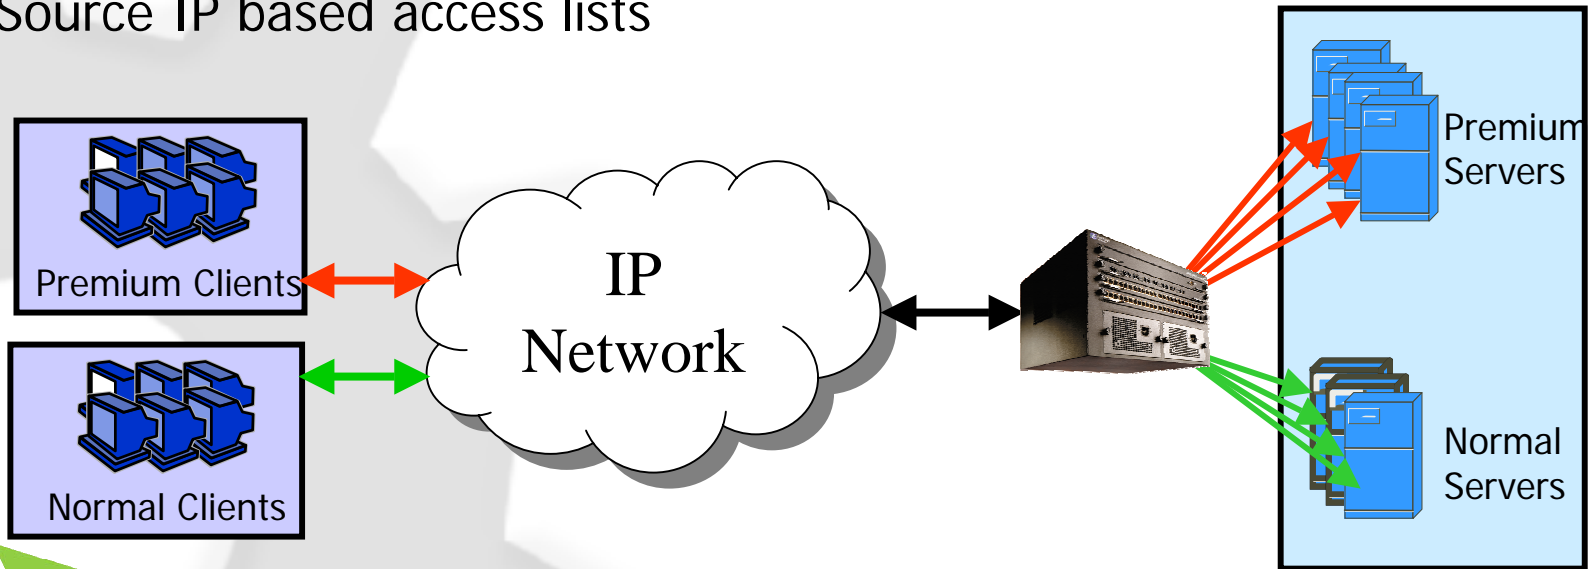 Source IP based access lists
Premium Clients
Normal Clients
IP
Network
Premium
Servers
Normal
Servers